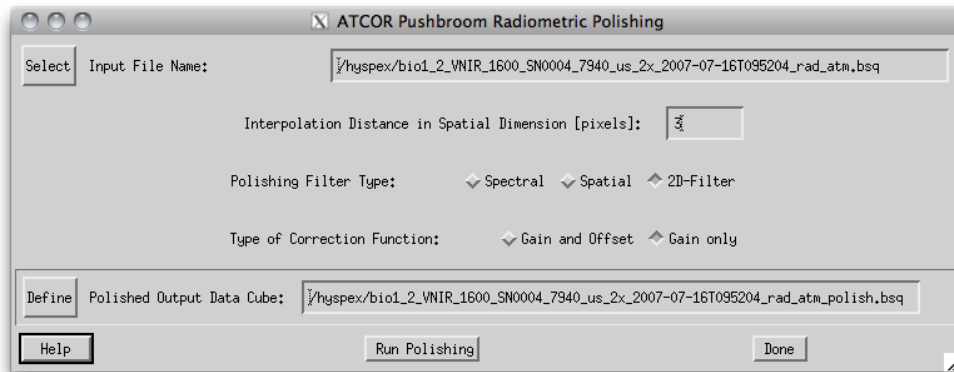 ATCOR Pushbroom Radiometric Polishing
Select Input File Name: /hyspex/bio1_2_VNIR_1600_SN0004_7940_us_2x_2007-07-16T095204_rad_atm.bsq
Interpolation Distance in Spatial Dimension [pixels]: 3
Polishing Filter Type: Spectral Spatial 2D-Filter
Type of Correction Function: Gain and Offset Gain only
Define Polished Output Data Cube: /hyspex/bio1_2_VNIR_1600_SN0004_7940_us_2x_2007-07-16T095204_rad_atm_polish.bsq
Help Run Polishing Done